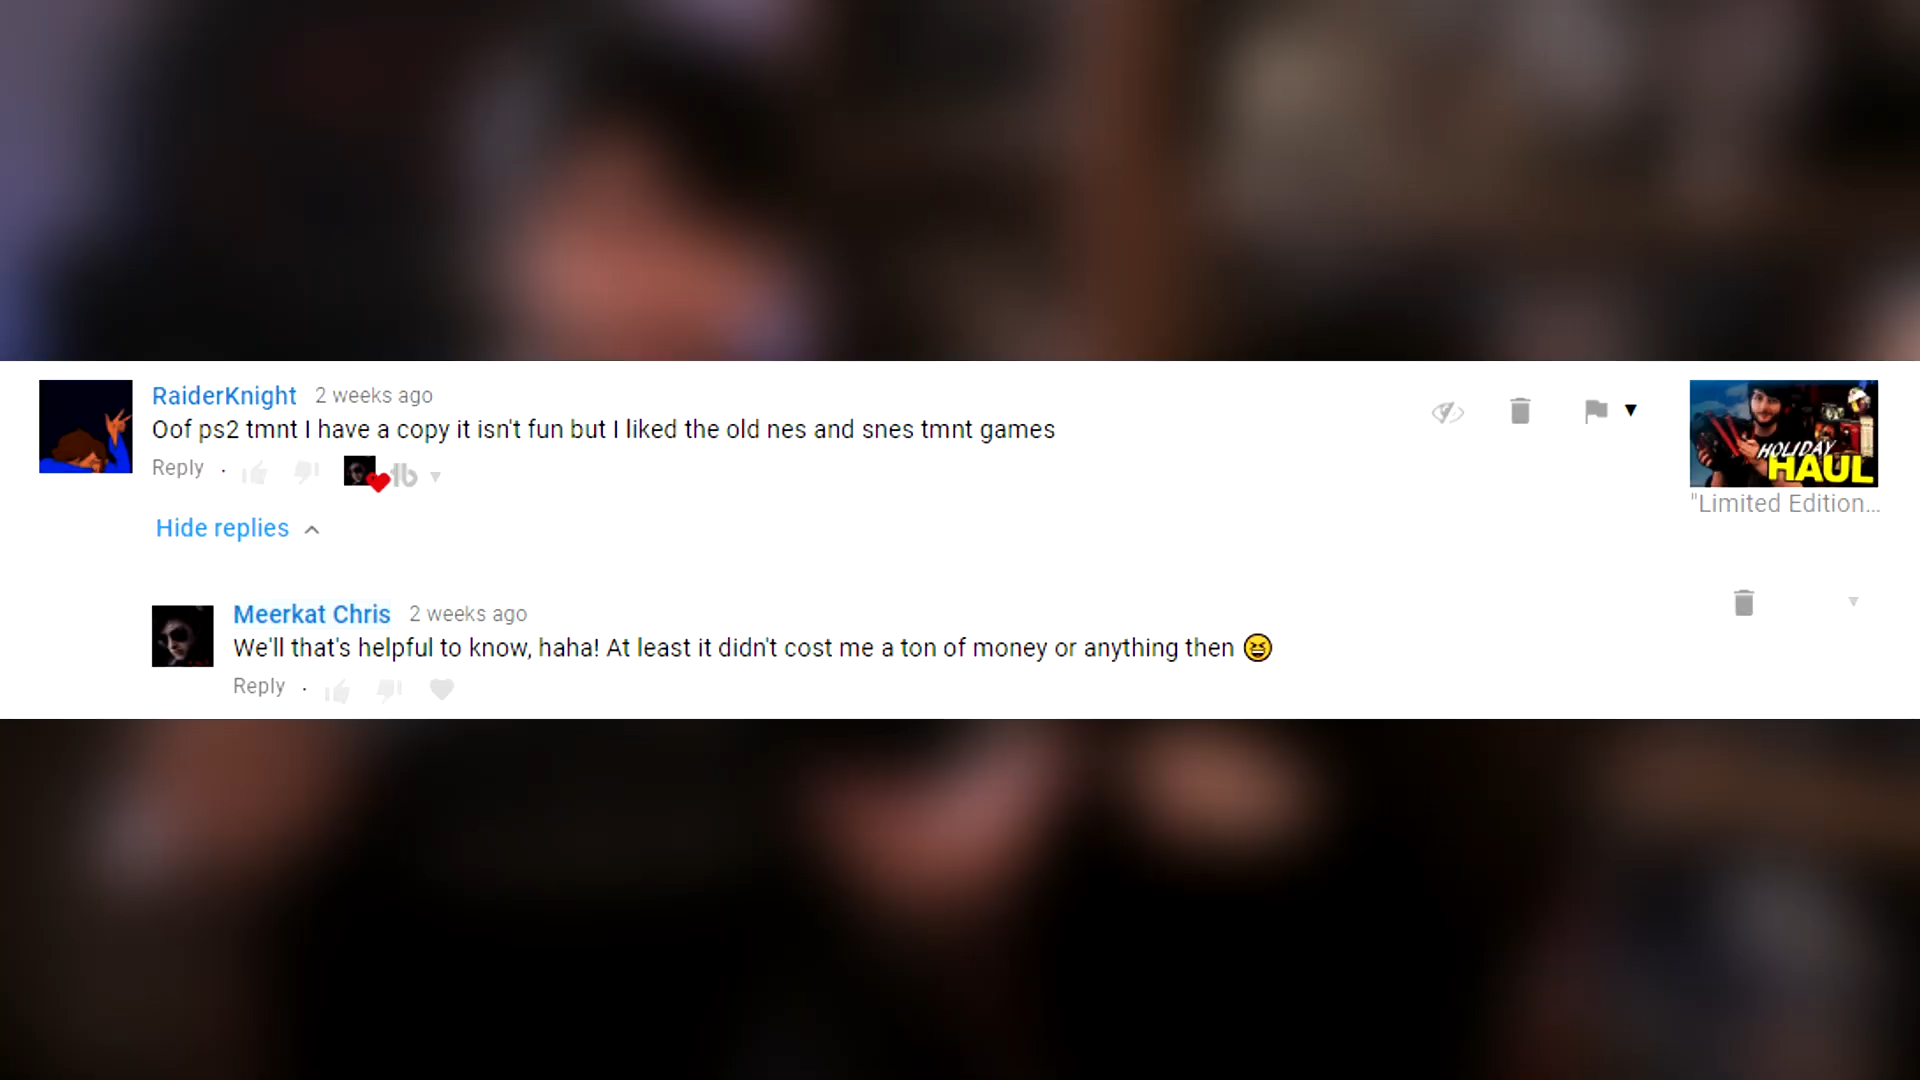 RaiderKnight 2 weeks ago
Oof ps2 tmnt I have a copy it isn't fun but I liked the old nes and snes tmnt games
Reply ·
HOLIDAY
HAUL
"Limited Edition...
Hide replies
Meerkat Chris 2 weeks ago
We'll that's helpful to know, haha! At least it didn't cost me a ton of money or anything then 😆
Reply ·